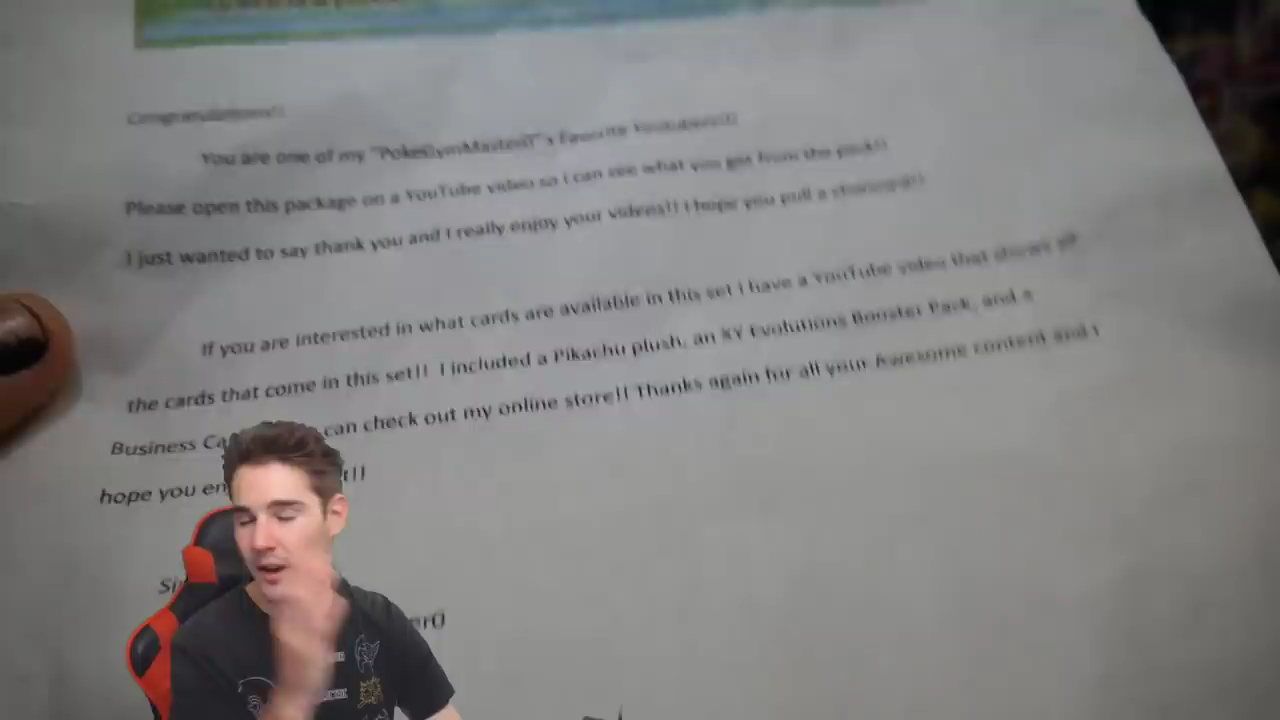 Congratulations!!
You are one of my "PokeGymMaster0"'s Favorite Youtubers!!
Please open this package on a YouTube video so I can see what you get from the pack!!
I just wanted to say thank you and I really enjoy your videos!! I hope you pull a
If you are interested in what cards are available in this set I have a YouTube video that shows all
the cards that come in this set!! I included a Pikachu plush, an XY Evolutions Booster Pack, and a
Business can check out my online store!! Thanks again for all your Awesome content and I
hope you
er0